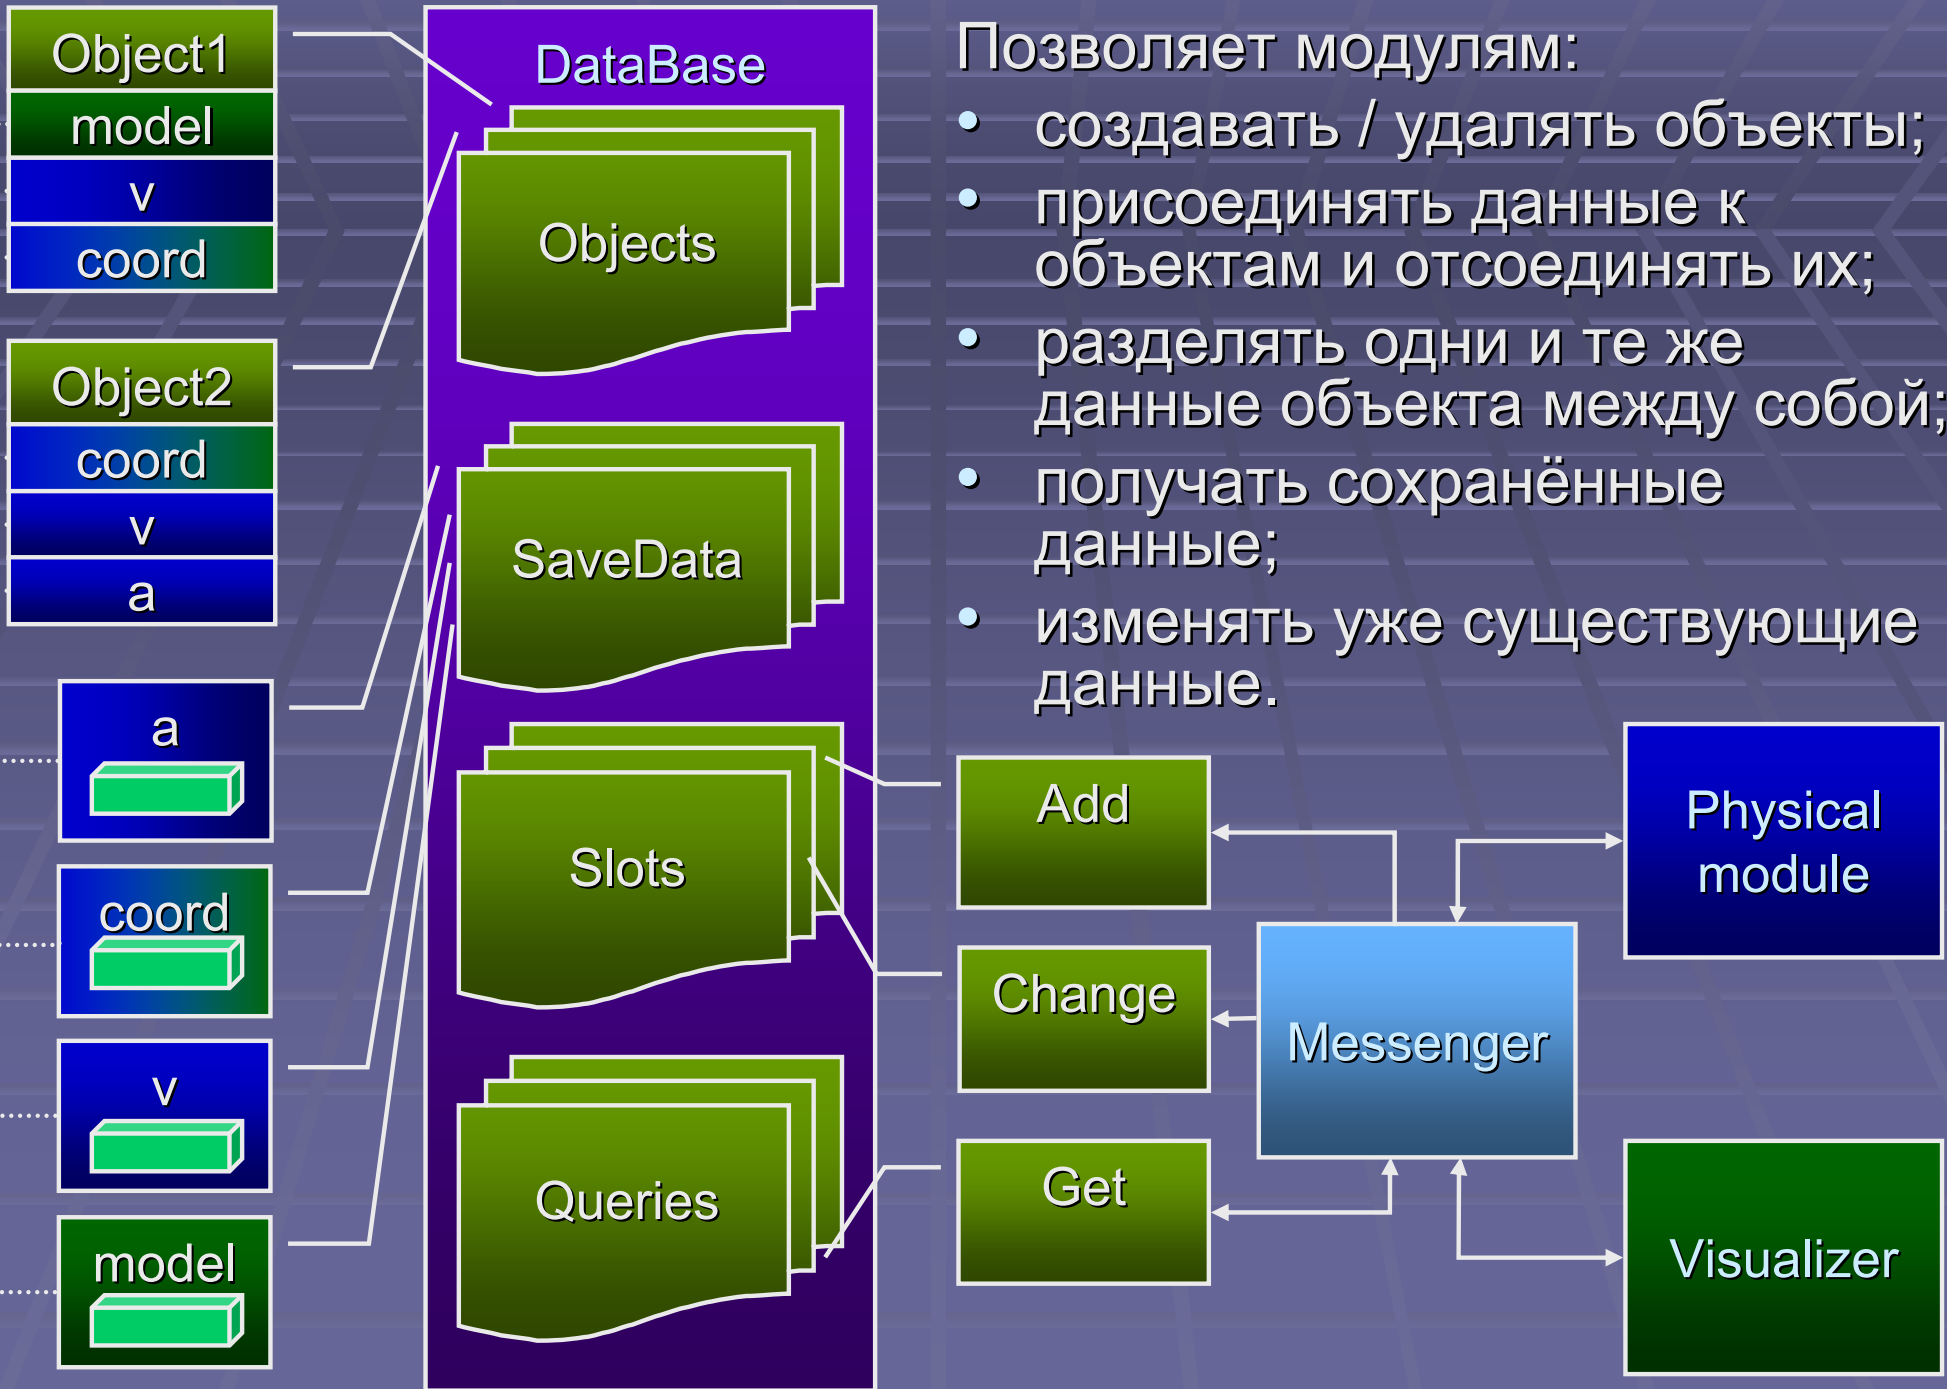 Object1
model
v
coord
Object2
coord
v
a
a
coord
v
model
DataBase
Objects
SaveData
Slots
Queries
Позволяет модулям:
• создавать / удалять объекты;
• присоединять данные к
объектам и отсоединять их;
• разделять одни и те же
данные объекта между собой;
• получать сохранённые
данные;
• изменять уже существующие
данные.
Add
Change
Get
Messenger
Physical
module
Visualizer